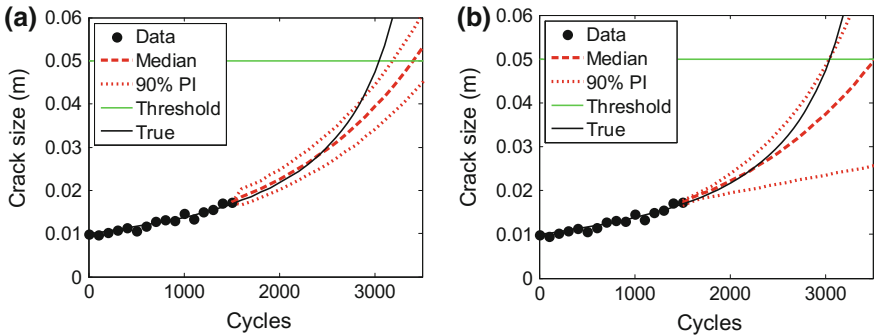 (a)
Crack size (m)
0.06
0.05
0.04
0.03
0.02
0.01
0
Data
Median
90% PI
Threshold
True
0 1000 2000 3000
Cycles
(b)
Crack size (m)
0.06
0.05
0.04
0.03
0.02
0.01
0
Data
Median
90% PI
Threshold
True
0 1000 2000 3000
Cycles